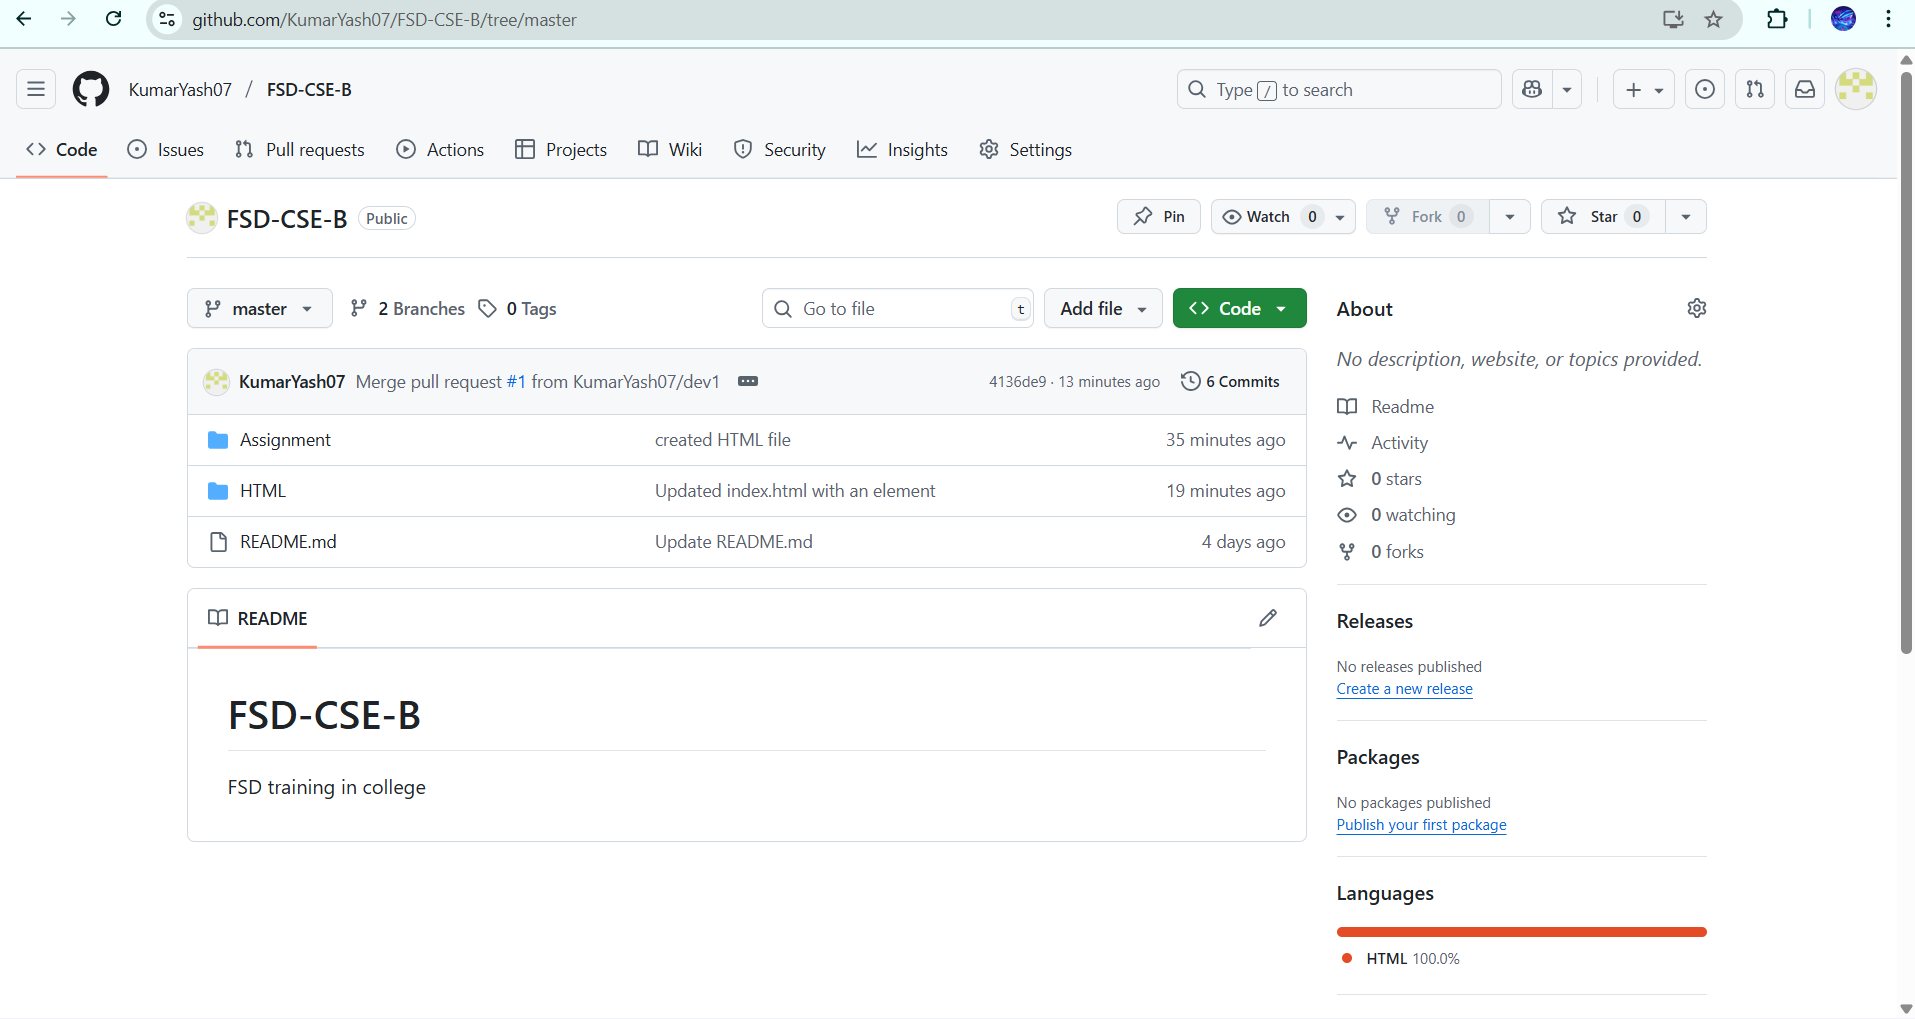 github.com/KumarYash07/FSD-CSE-B/tree/master
KumarYash07 / FSD-CSE-B
Type / to search
Code Issues Pull requests Actions Projects Wiki Security Insights Settings
FSD-CSE-B Public
Pin Watch 0 Fork 0 Star 0
master 2 Branches 0 Tags
Go to file t Add file Code
KumarYash07 Merge pull request #1 from KumarYash07/dev1 4136de9 · 13 minutes ago 6 Commits
Assignment created HTML file 35 minutes ago
HTML Updated index.html with an element 19 minutes ago
README.md Update README.md 4 days ago
README
FSD-CSE-B
FSD training in college
About
No description, website, or topics provided.
Readme
Activity
0 stars
0 watching
0 forks
Releases
No releases published
Create a new release
Packages
No packages published
Publish your first package
Languages
HTML 100.0%